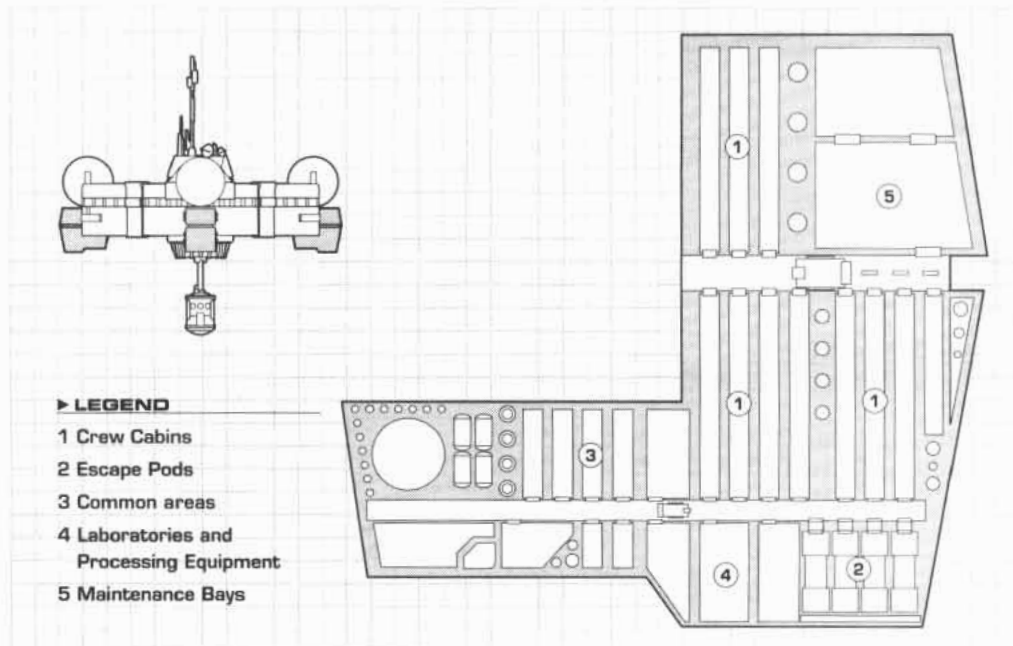 1
5
1
1
▶ LEGEND
1 Crew Cabins
2 Escape Pods
3 Common areas
4 Laboratories and
Processing Equipment
5 Maintenance Bays
3
4
2